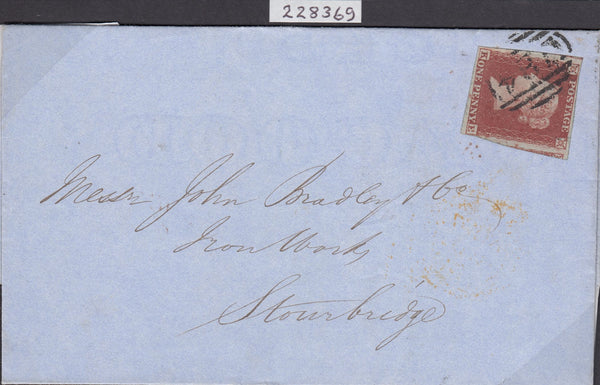 228369
POSTAGE
ONE PENNY
Messrs John Bradley & Co
Iron Works
Stourbridge